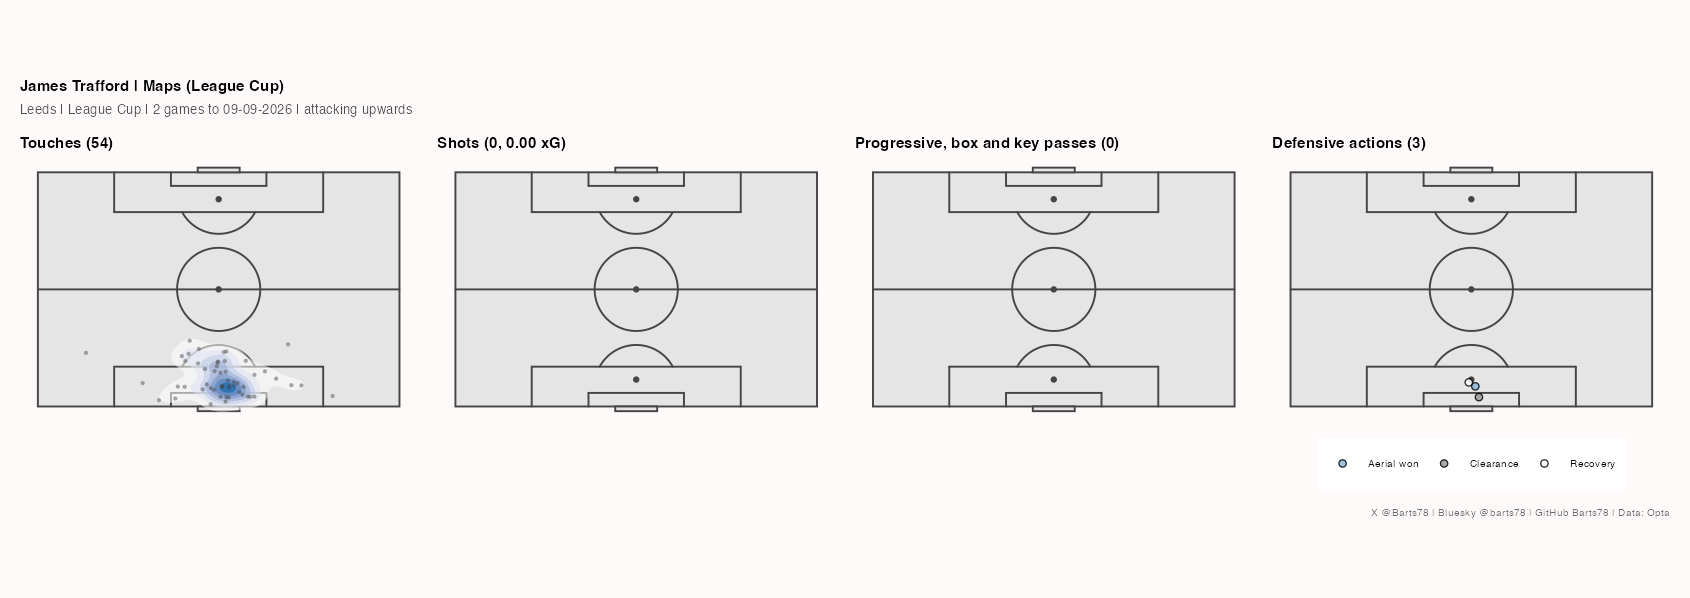 James Trafford | Maps (League Cup)
Leeds | League Cup | 2 games to 09-09-2026 | attacking upwards
Touches (54)
Shots (0, 0.00 xG)
Progressive, box and key passes (0)
Defensive actions (3)
Aerial won
Clearance
Recovery
X @Barts78 | Bluesky @barts78 | GitHub Barts78 | Data: Opta